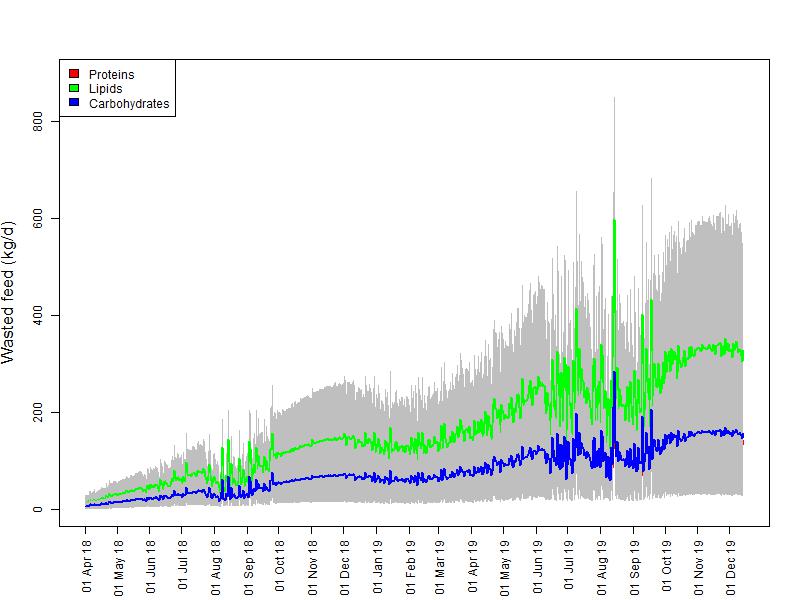 Proteins
Lipids
Carbohydrates
Wasted feed (kg/d)
800
600
400
200
0
01 Apr 18
01 May 18
01 Jun 18
01 Jul 18
01 Aug 18
01 Sep 18
01 Oct 18
01 Nov 18
01 Dec 18
01 Jan 19
01 Feb 19
01 Mar 19
01 Apr 19
01 May 19
01 Jun 19
01 Jul 19
01 Aug 19
01 Sep 19
01 Oct 19
01 Nov 19
01 Dec 19